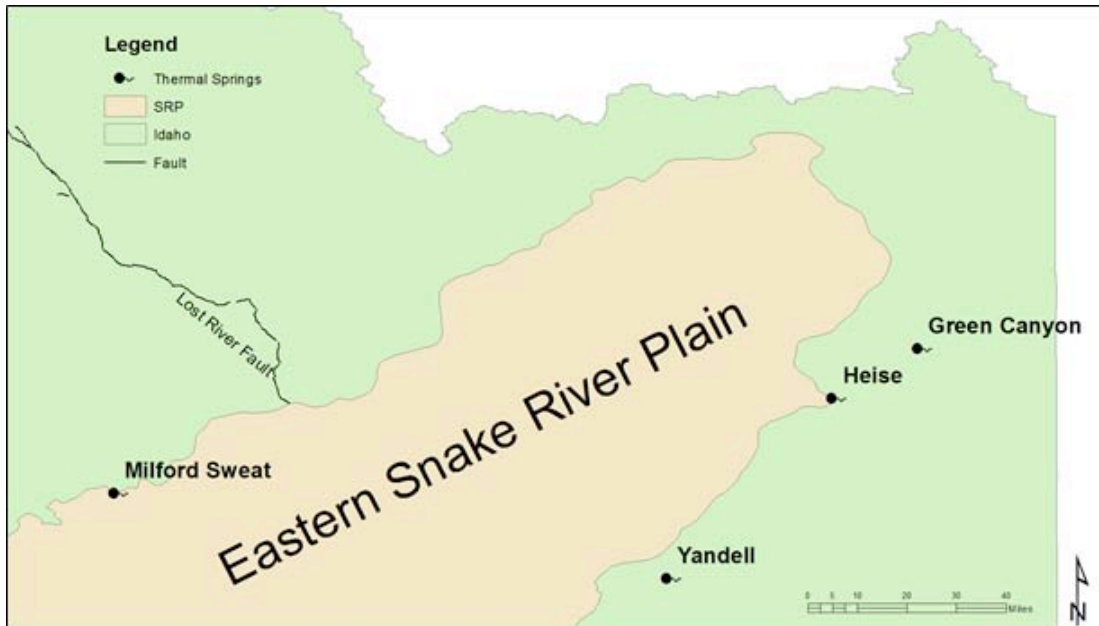 Legend
Thermal Springs
SRP
Idaho
Fault
Lost River Fault
Eastern Snake River Plain
Green Canyon
Heise
Milford Sweat
Yandell
0 5 10 20 30 40
Miles
N